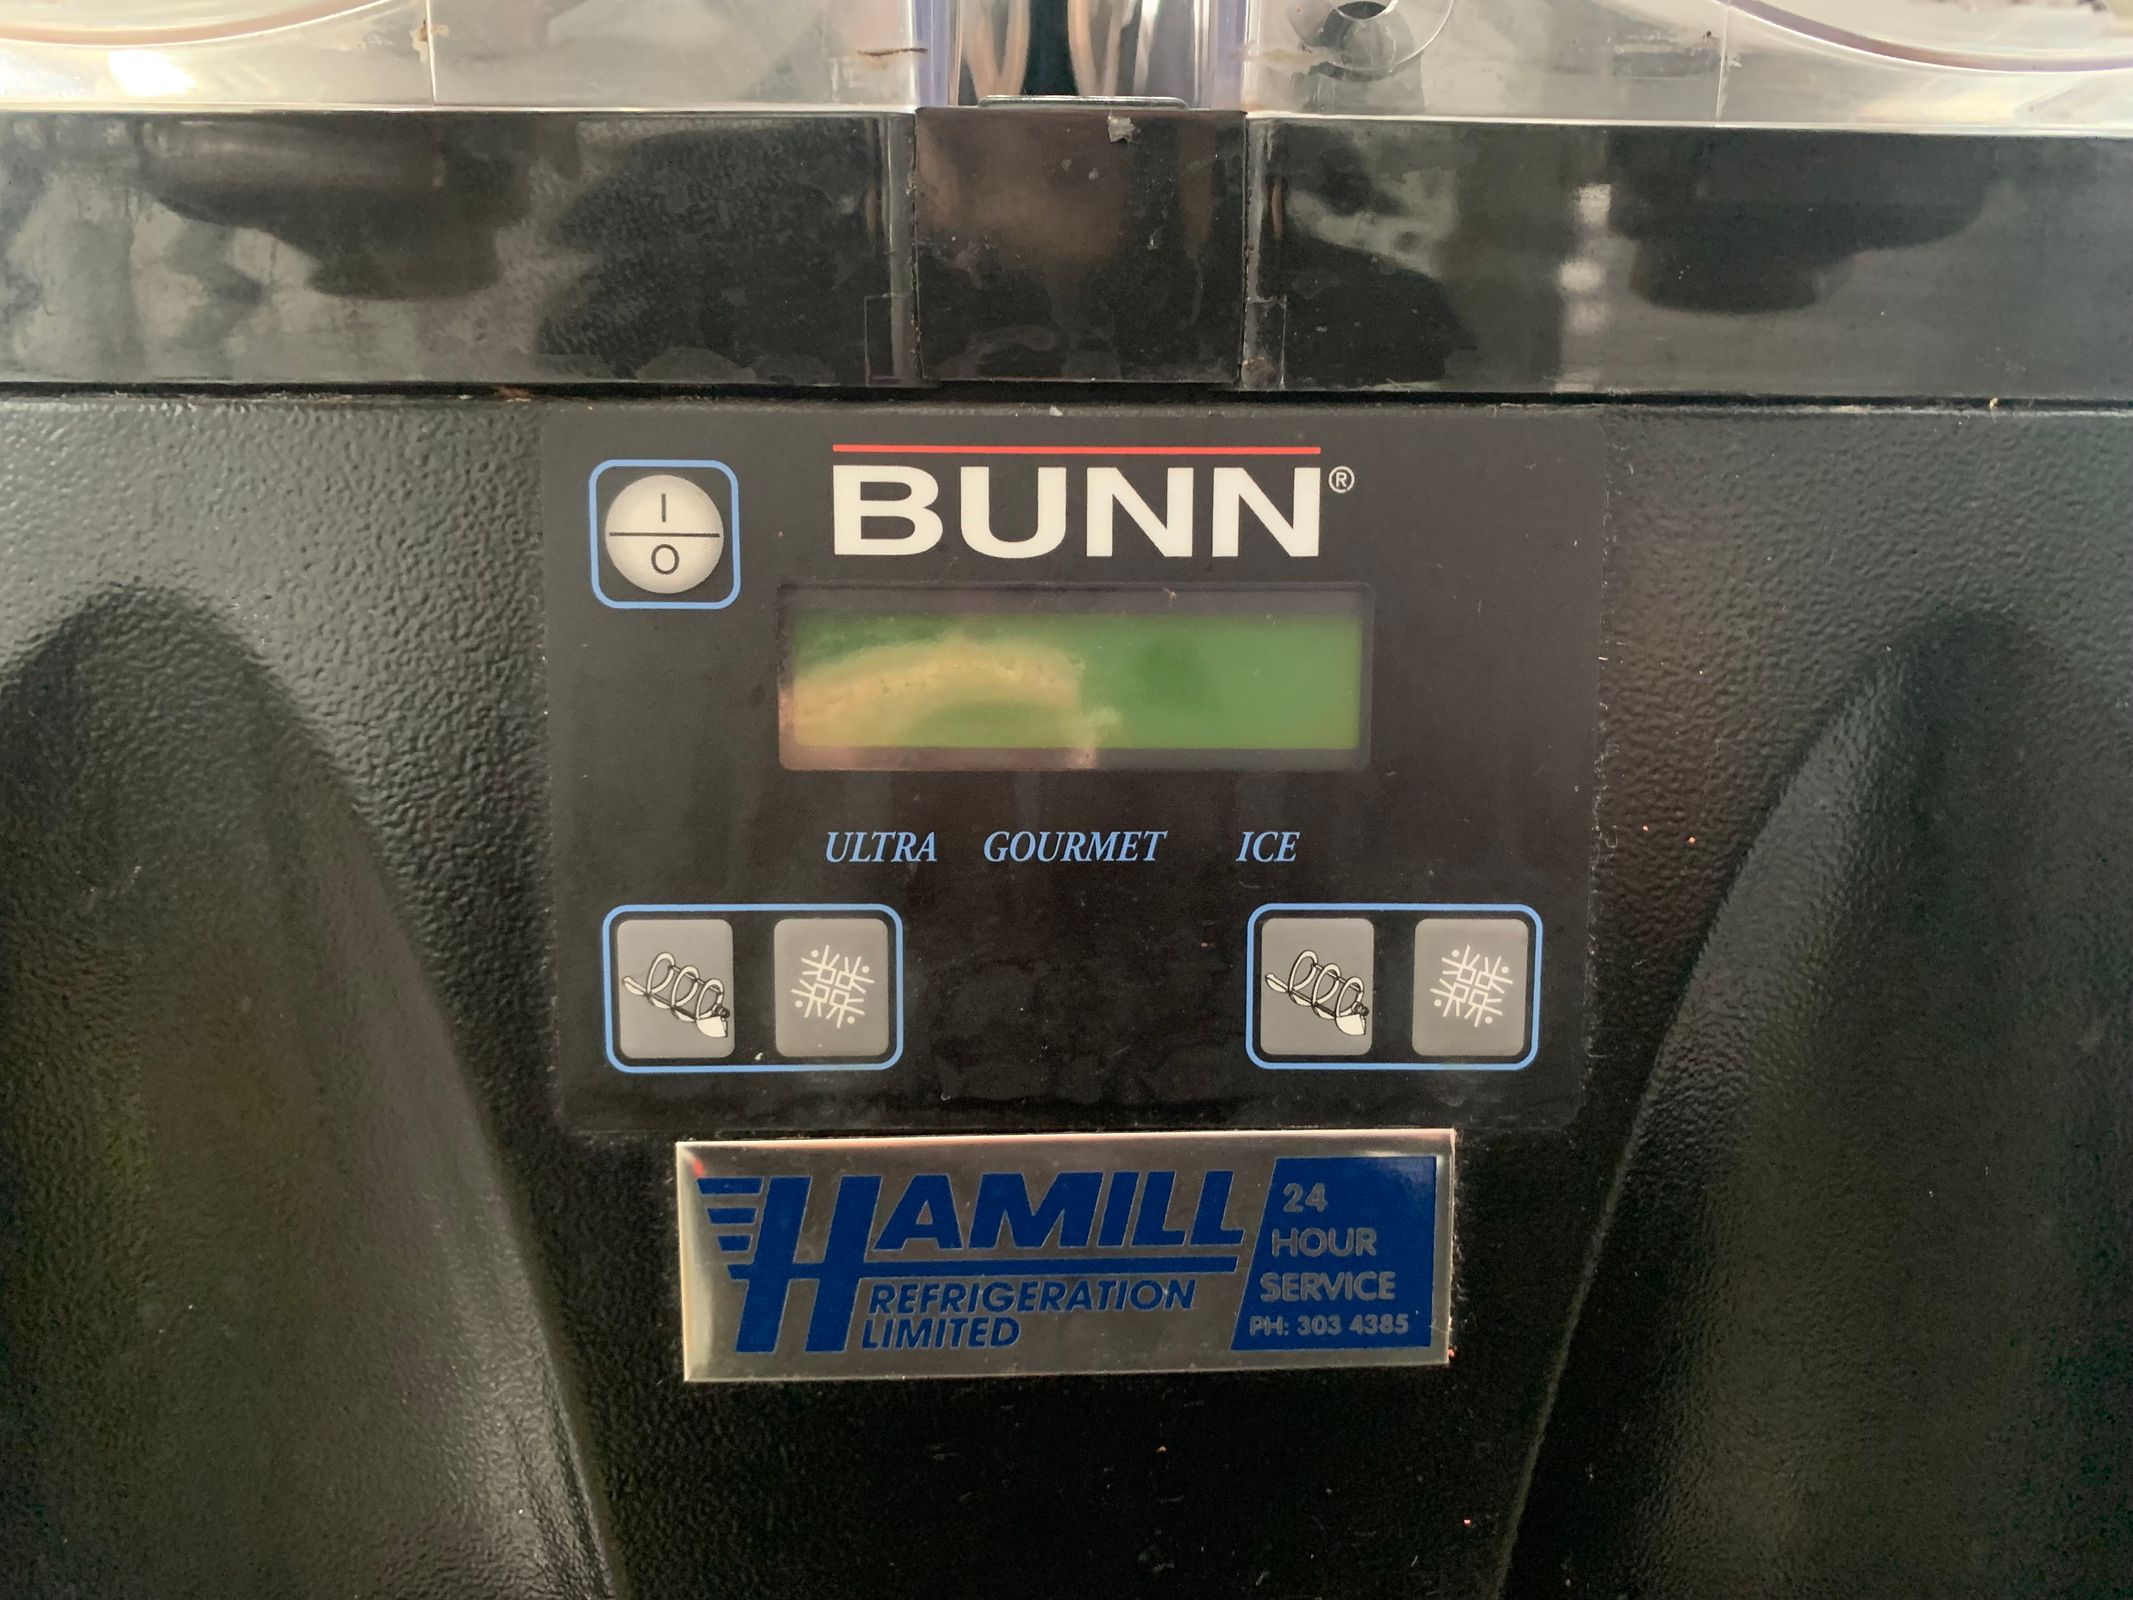 BUNN®
I
O
ULTRA GOURMET ICE
HAMILL
REFRIGERATION
LIMITED
24
HOUR
SERVICE
PH: 303 4385